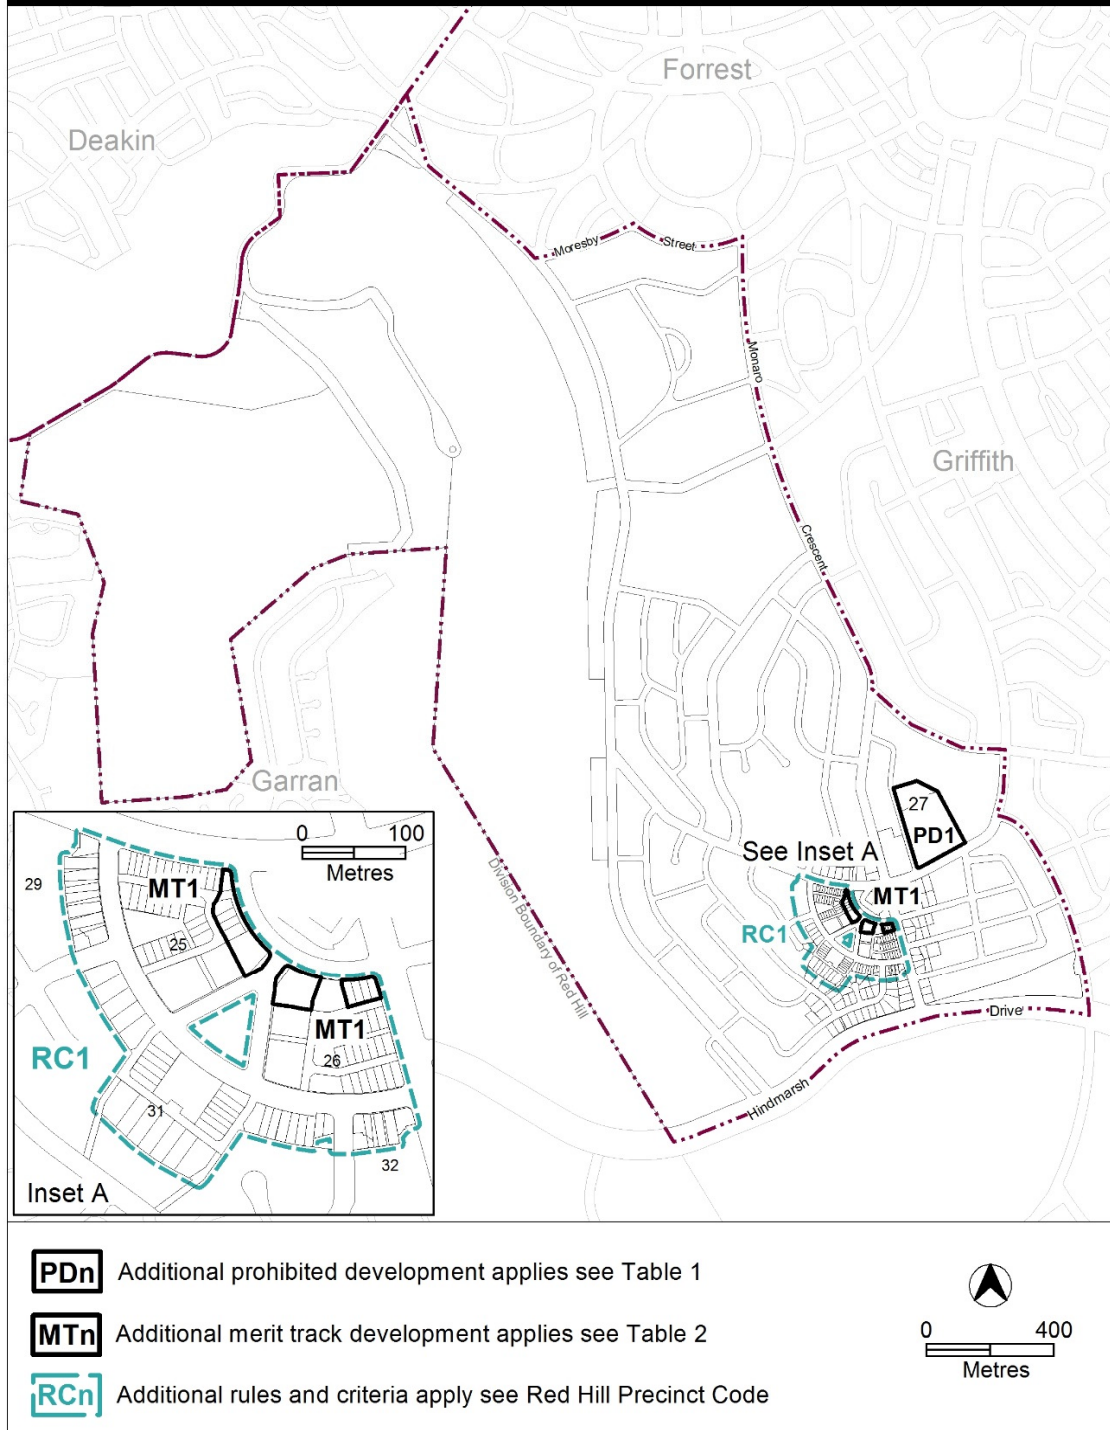 Forrest
Deakin
Moresby
Street
Monaro
Griffith
Crescent
Garran
27
PD1
See Inset A
MT1
RC1
Division Boundary of Red Hill
Drive
Hindmarsh
0 100
Metres
29
MT1
25
MT1
26
RC1
31
32
Inset A
PDn Additional prohibited development applies see Table 1
MTn Additional merit track development applies see Table 2
RCn Additional rules and criteria apply see Red Hill Precinct Code
0 400
Metres